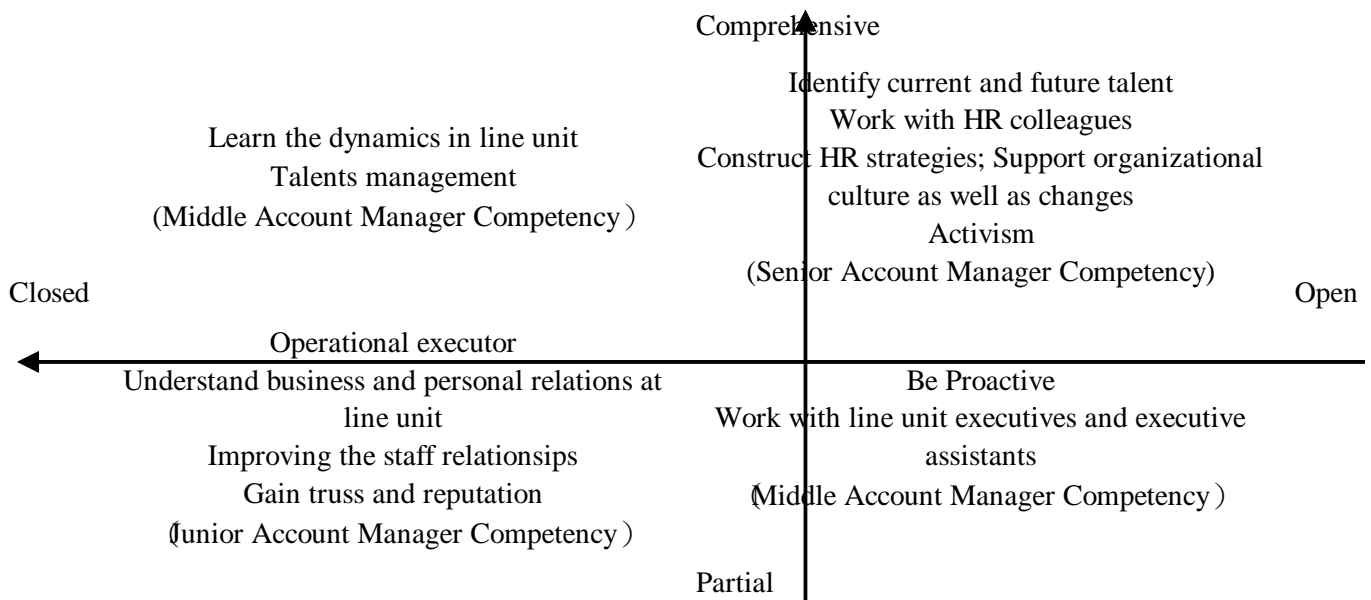 Comprehensive
Identify current and future talent
Work with HR colleagues
Construct HR strategies; Support organizational
culture as well as changes
Activism
(Senior Account Manager Competency)
Learn the dynamics in line unit
Talents management
(Middle Account Manager Competency）
Closed
Open
Operational executor
Understand business and personal relations at
line unit
Improving the staff relationsips
Gain truss and reputation
(Junior Account Manager Competency）
Be Proactive
Work with line unit executives and executive
assistants
(Middle Account Manager Competency）
Partial